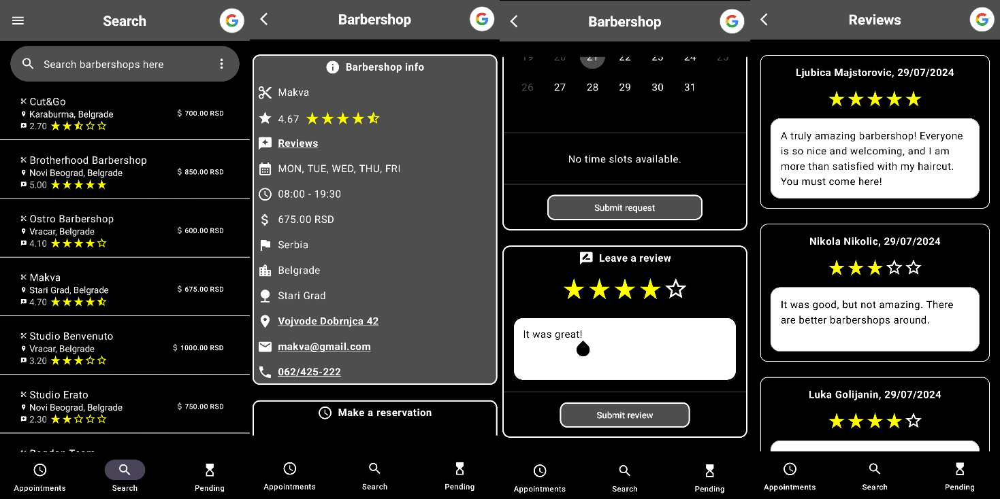 Search
Search barbershops here
Cut&Go
Karaburma, Belgrade
2.70
$ 700.00 RSD
Brotherhood Barbershop
Novi Beograd, Belgrade
5.00
$ 850.00 RSD
Ostro Barbershop
Vracar, Belgrade
4.10
$ 600.00 RSD
Makva
Stari Grad, Belgrade
4.70
$ 675.00 RSD
Studio Benvenuto
Vracar, Belgrade
3.20
$ 1000.00 RSD
Studio Erato
Novi Beograd, Belgrade
2.30
$ 750.00 RSD
Appointments
Search
Pending
Barbershop
Barbershop info
Makva
4.67
Reviews
MON, TUE, WED, THU, FRI
08:00 - 19:30
$ 675.00 RSD
Serbia
Belgrade
Stari Grad
Vojvode Dobrnjca 42
makva@gmail.com
062/425-222
Make a reservation
Appointments
Search
Pending
Barbershop
19 20 21 22 23 24 25
26 27 28 29 30 31
No time slots available.
Submit request
Leave a review
It was great!
Submit review
Appointments
Search
Pending
Reviews
Ljubica Majstorovic, 29/07/2024
A truly amazing barbershop! Everyone
is so nice and welcoming, and I am
more than satisfied with my haircut.
You must come here!
Nikola Nikolic, 29/07/2024
It was good, but not amazing. There
are better barbershops around.
Luka Golijanin, 29/07/2024
Appointments
Search
Pending